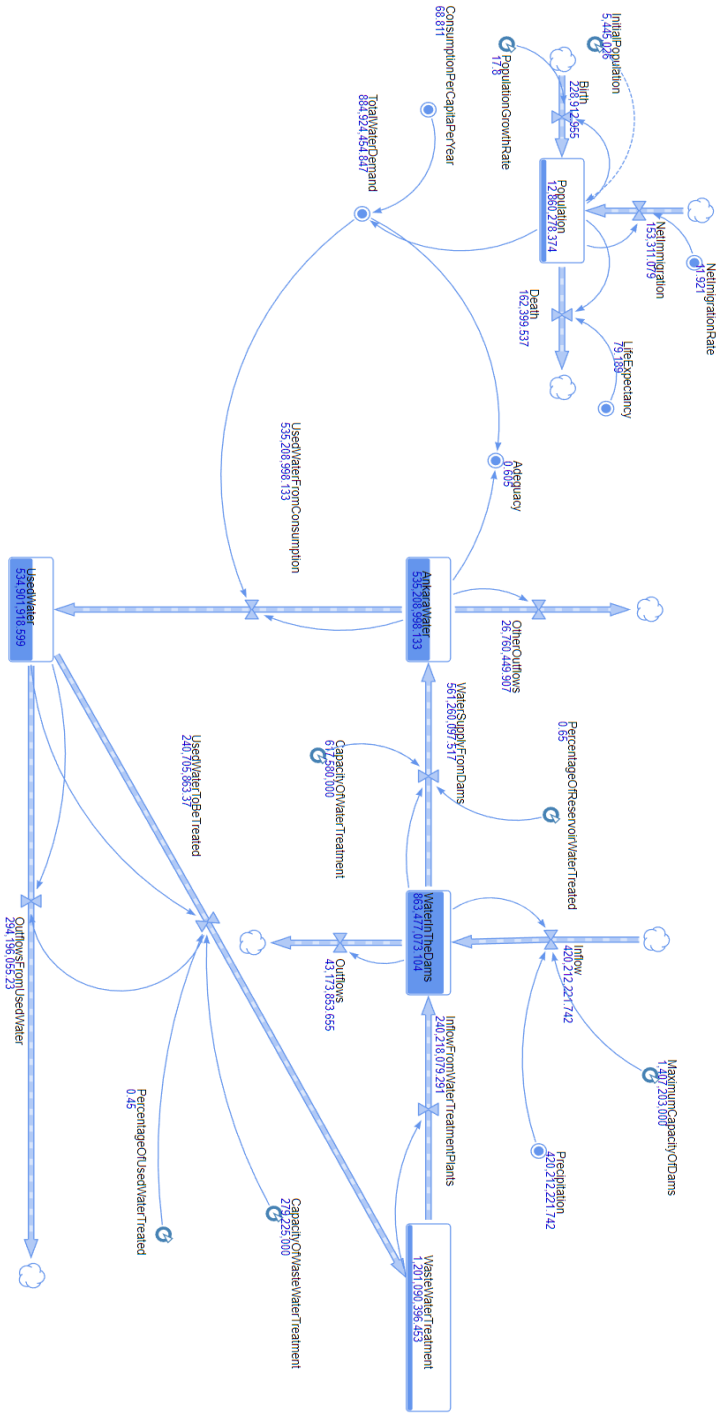 NetImigrationRate
11.921
NetImmigration
153,311.079
InitialPopulation
5,445,026
LifeExpectancy
79.189
Birth
228,912.955
Population
12,860,278.374
Death
162,399.537
PopulationGrowthRate
17.8
ConsumptionPerCapitaPerYear
68.811
TotalWaterDemand
884,924,454.847
Adequacy
0.605
MaximumCapacityOfDams
1,407,203,000
Precipitation
420,212,221.742
Inflow
420,212,221.742
PercentageOfReservoirWaterTreated
0.65
OtherOutflows
26,760,449.907
AnkaraWater
535,208,998.133
WaterSupplyFromDams
561,260,097.517
WaterInTheDams
863,477,073.104
InflowFromWaterTreatmentPlants
240,218,079.291
WasteWaterTreatment
1,201,090,396.453
CapacityOfWaterTreatment
617,580,000
Outflows
43,173,853.655
UsedWaterFromConsumption
535,208,998.133
CapacityOfWasteWaterTreatment
279,225,000
UsedWaterToBeTreated
240,705,863.37
PercentageOfUsedWaterTreated
0.45
UsedWater
534,901,918.599
OutflowsFromUsedWater
294,196,055.23